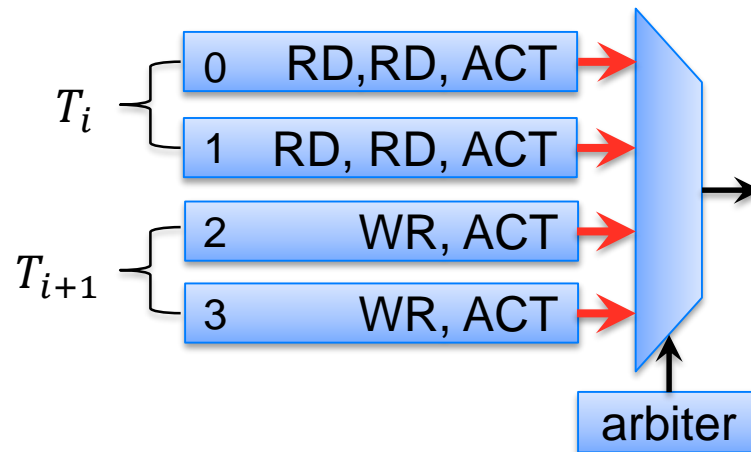 0 RD,RD, ACT
T_i
1 RD, RD, ACT
2 WR, ACT
T_{i+1}
3 WR, ACT
arbiter